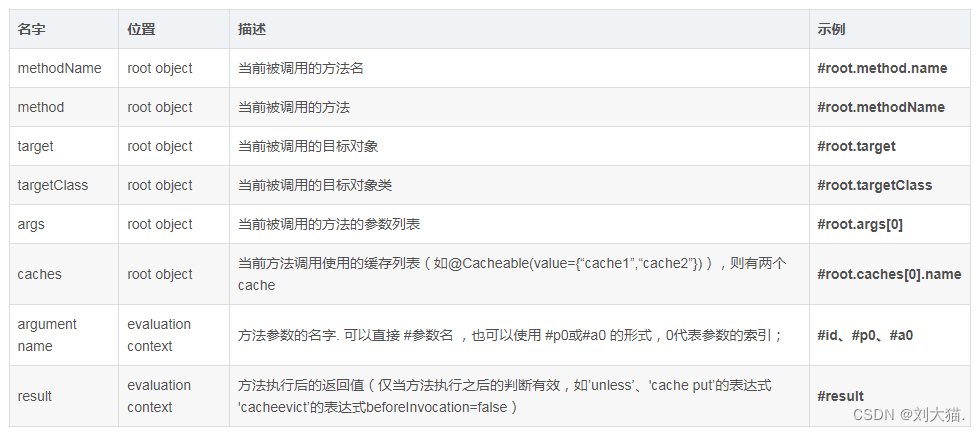 名字 位置 描述 示例
methodName root object 当前被调用的方法名 #root.method.name
method root object 当前被调用的方法 #root.methodName
target root object 当前被调用的目标对象 #root.target
targetClass root object 当前被调用的目标对象类 #root.targetClass
args root object 当前被调用的方法的参数列表 #root.args[0]
caches root object 当前方法调用使用的缓存列表（如@Cacheable(value={“cache1”,“cache2”})），则有两个
cache #root.caches[0].name
argument
name evaluation
context 方法参数的名字. 可以直接 #参数名 ，也可以使用 #p0或#a0 的形式，0代表参数的索引； #id、#p0、#a0
result evaluation
context 方法执行后的返回值（仅当方法执行之后的判断有效，如’unless’、'cache put’的表达式
'cacheevict’的表达式beforeInvocation=false） #result
CSDN @刘大猫.